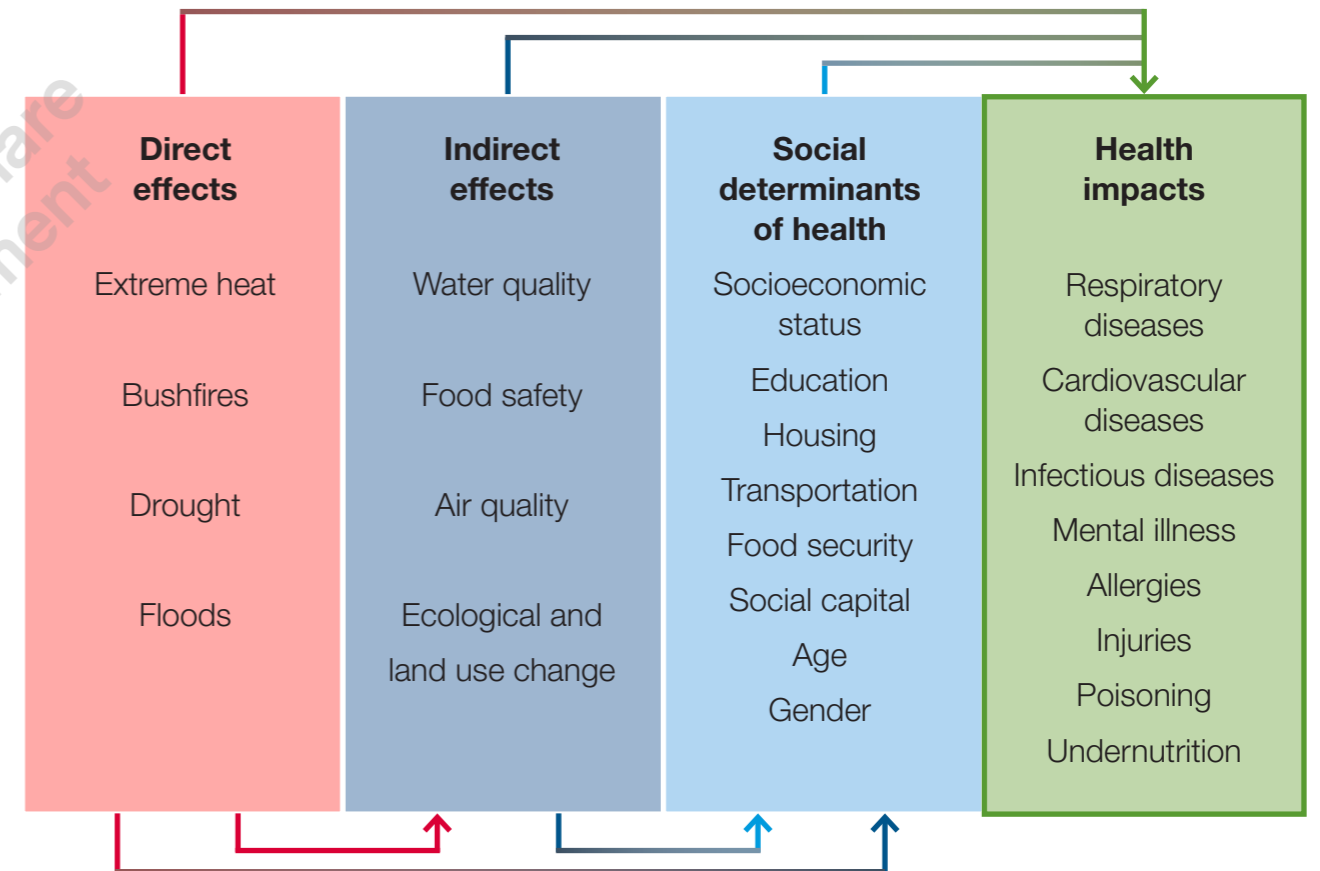 Direct
effects
Extreme heat
Bushfires
Drought
Floods
Indirect
effects
Water quality
Food safety
Air quality
Ecological and
land use change
Social
determinants
of health
Socioeconomic
status
Education
Housing
Transportation
Food security
Social capital
Age
Gender
Health
impacts
Respiratory
diseases
Cardiovascular
diseases
Infectious diseases
Mental illness
Allergies
Injuries
Poisoning
Undernutrition